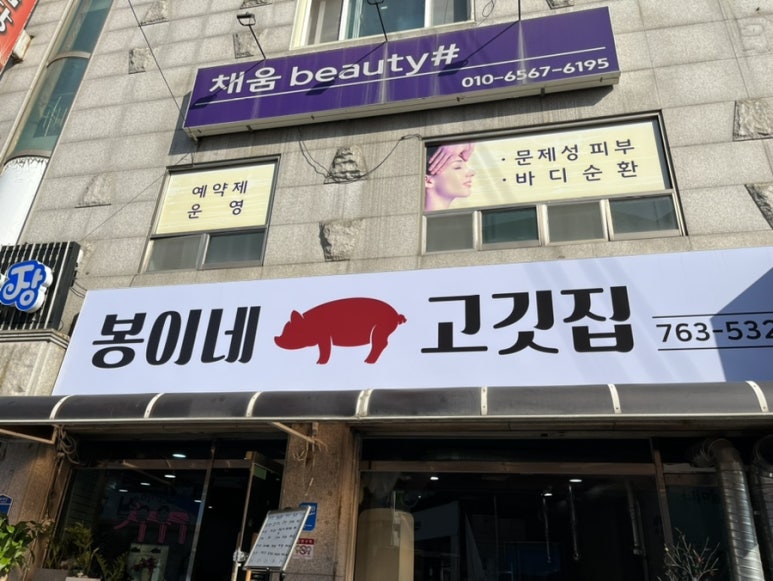 채움 beauty#
010-6567-6195
예약제
운영
· 문제성피부
· 바디순환
장
봉이네 고깃집
763-532